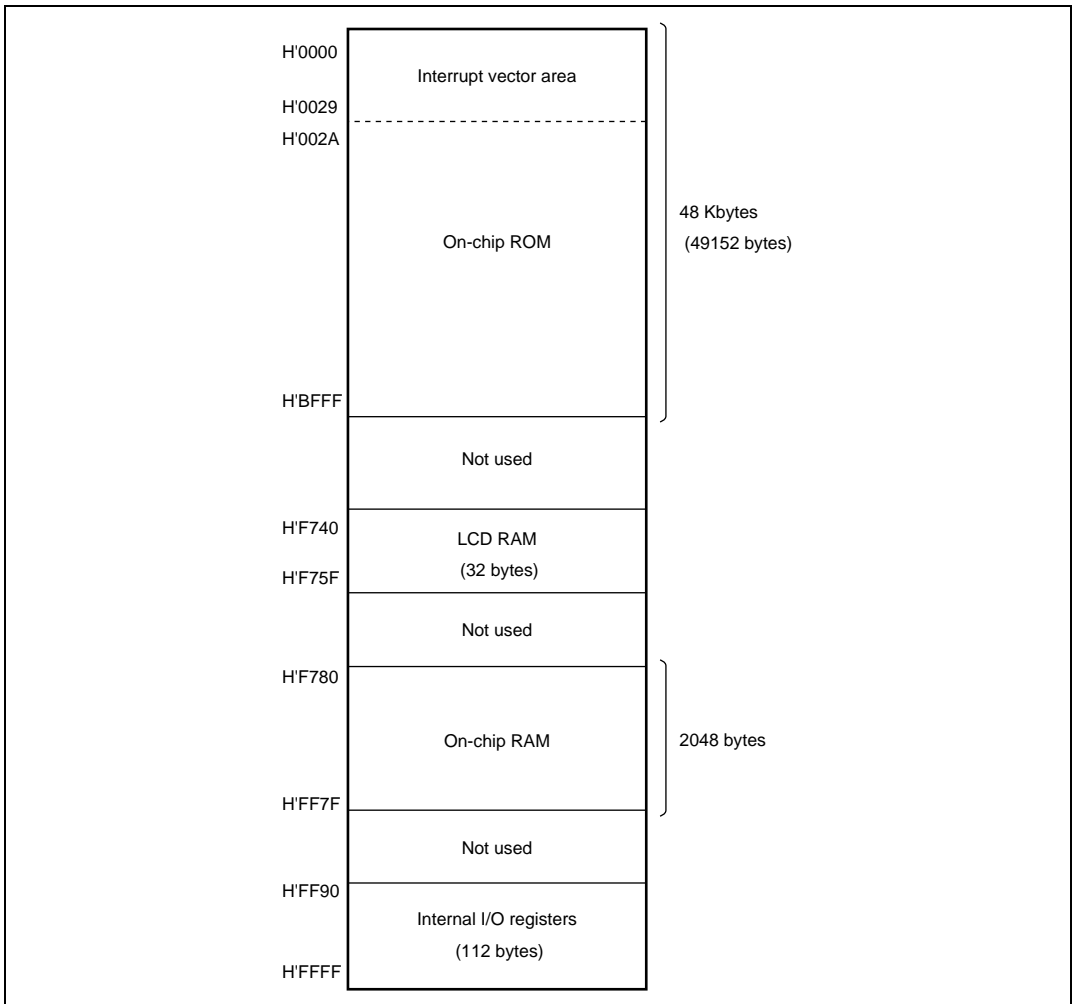 H'0000
Interrupt vector area
H'0029
H'002A
48 Kbytes
(49152 bytes)
On-chip ROM
H'BFFF
Not used
H'F740
LCD RAM
(32 bytes)
H'F75F
Not used
H'F780
On-chip RAM
2048 bytes
H'FF7F
Not used
H'FF90
Internal I/O registers
(112 bytes)
H'FFFF